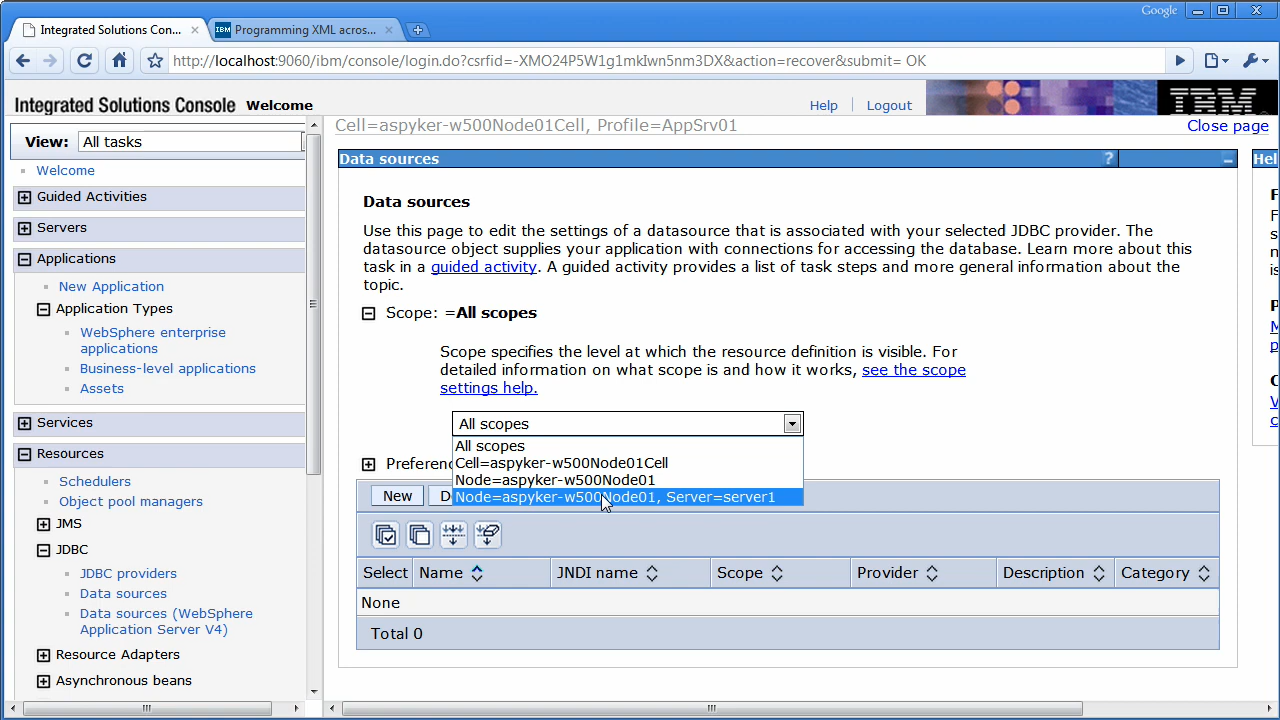 Google
Integrated Solutions Con...
IBM Programming XML across...
http://localhost:9060/ibm/console/login.do?csrfid=-XMO24P5W1g1mkIwn5nm3DX&action=recover&submit= OK
Integrated Solutions Console Welcome
Help Logout
IBM
View: All tasks
Welcome
Guided Activities
Servers
Applications
New Application
Application Types
WebSphere enterprise
applications
Business-level applications
Assets
Services
Resources
Schedulers
Object pool managers
JMS
JDBC
JDBC providers
Data sources
Data sources (WebSphere
Application Server V4)
Resource Adapters
Asynchronous beans
Cell=aspyker-w500Node01Cell, Profile=AppSrv01
Close page
Data sources ?
Data sources
Use this page to edit the settings of a datasource that is associated with your selected JDBC provider. The
datasource object supplies your application with connections for accessing the database. Learn more about this
task in a guided activity. A guided activity provides a list of task steps and more general information about the
topic.
Scope: =All scopes
Scope specifies the level at which the resource definition is visible. For
detailed information on what scope is and how it works, see the scope
settings help.
All scopes
All scopes
Cell=aspyker-w500Node01Cell
Preferenc
Node=aspyker-w500Node01
New D
Node=aspyker-w500Node01, Server=server1
Select Name JNDI name Scope Provider Description Category
None
Total 0
Hel